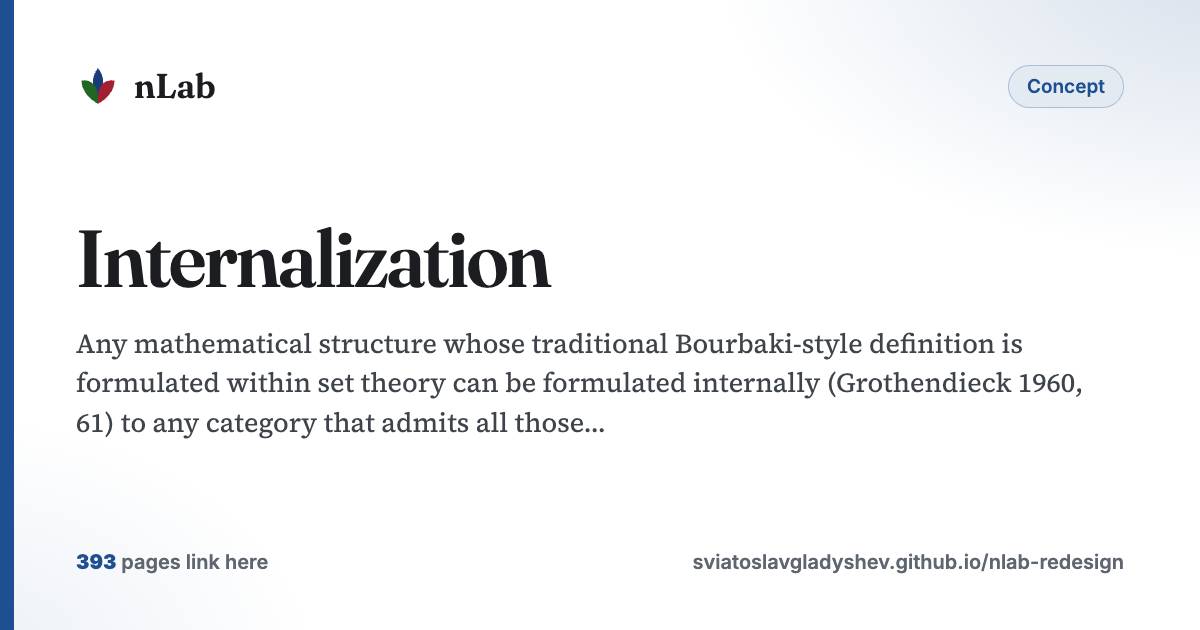 nLab
Concept
Internalization
Any mathematical structure whose traditional Bourbaki-style definition is
formulated within set theory can be formulated internally (Grothendieck 1960,
61) to any category that admits all those...
393 pages link here
sviatoslavgladyshev.github.io/nlab-redesign